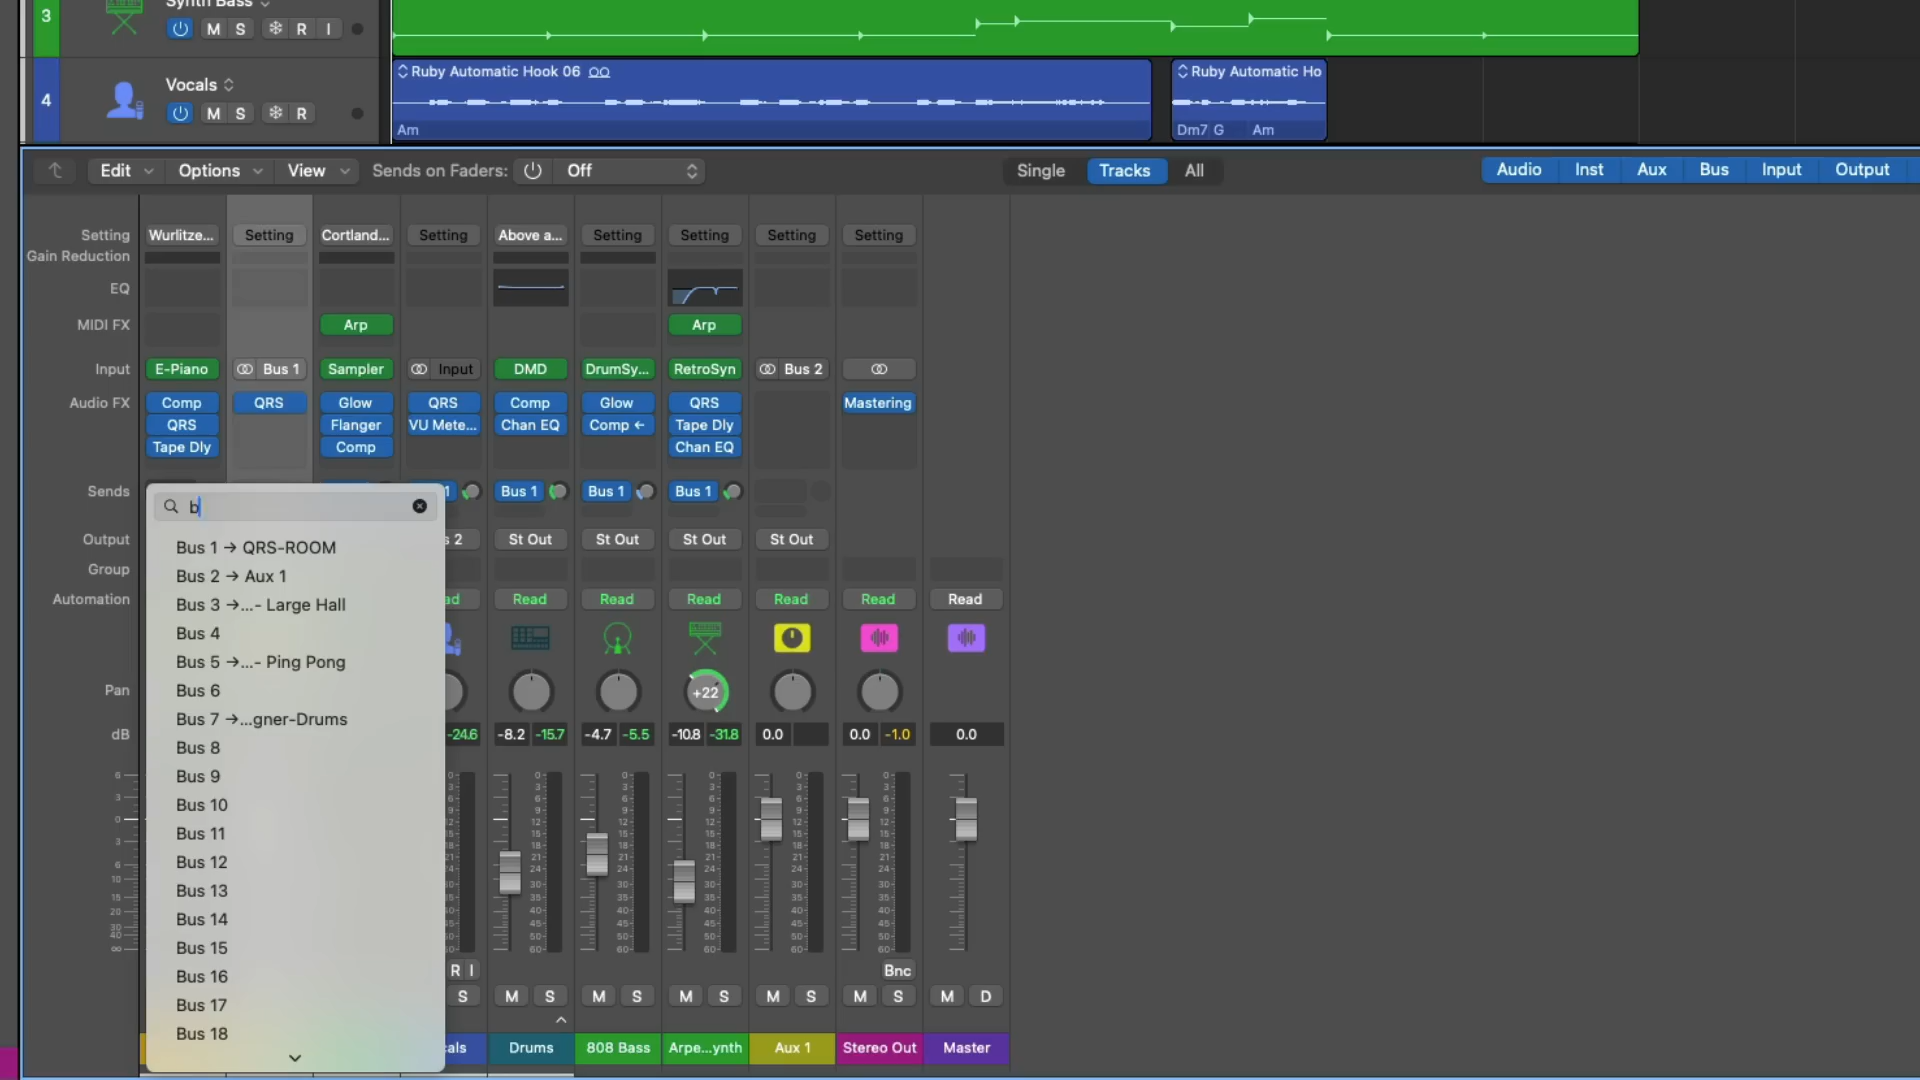 3
Synth Bass
M S R I
4
Vocals
M S R
Ruby Automatic Hook 06
Am
Ruby Automatic Ho
Dm7 G Am
Edit Options View Sends on Faders: Off Single Tracks All Audio Inst Aux Bus Input Output
Setting Wurlitze... Setting Cortland... Setting Above a... Setting Setting Setting Setting
Gain Reduction
EQ
MIDI FX Arp Arp
Input E-Piano Bus 1 Sampler Input DMD DrumSy... RetroSyn Bus 2
Audio FX Comp QRS Glow QRS Comp Glow QRS Mastering
QRS Flanger VU Mete... Chan EQ Comp ← Tape Dly
Tape Dly Comp Chan EQ
Sends 1 Bus 1 Bus 1 Bus 1
b
Bus 1 → QRS-ROOM
Bus 2 → Aux 1
Bus 3 →...- Large Hall
Bus 4
Bus 5 →...- Ping Pong
Bus 6
Bus 7 →...gner-Drums
Bus 8
Bus 9
Bus 10
Bus 11
Bus 12
Bus 13
Bus 14
Bus 15
Bus 16
Bus 17
Bus 18
Output s 2 St Out St Out St Out St Out
Group
Automation ad Read Read Read Read Read Read
Pan +22
dB -24.6 -8.2 -15.7 -4.7 -5.5 -10.8 -31.8 0.0 0.0 -1.0 0.0
R I Bnc
S M S M S M S M S M S M D
als Drums 808 Bass Arpe...ynth Aux 1 Stereo Out Master